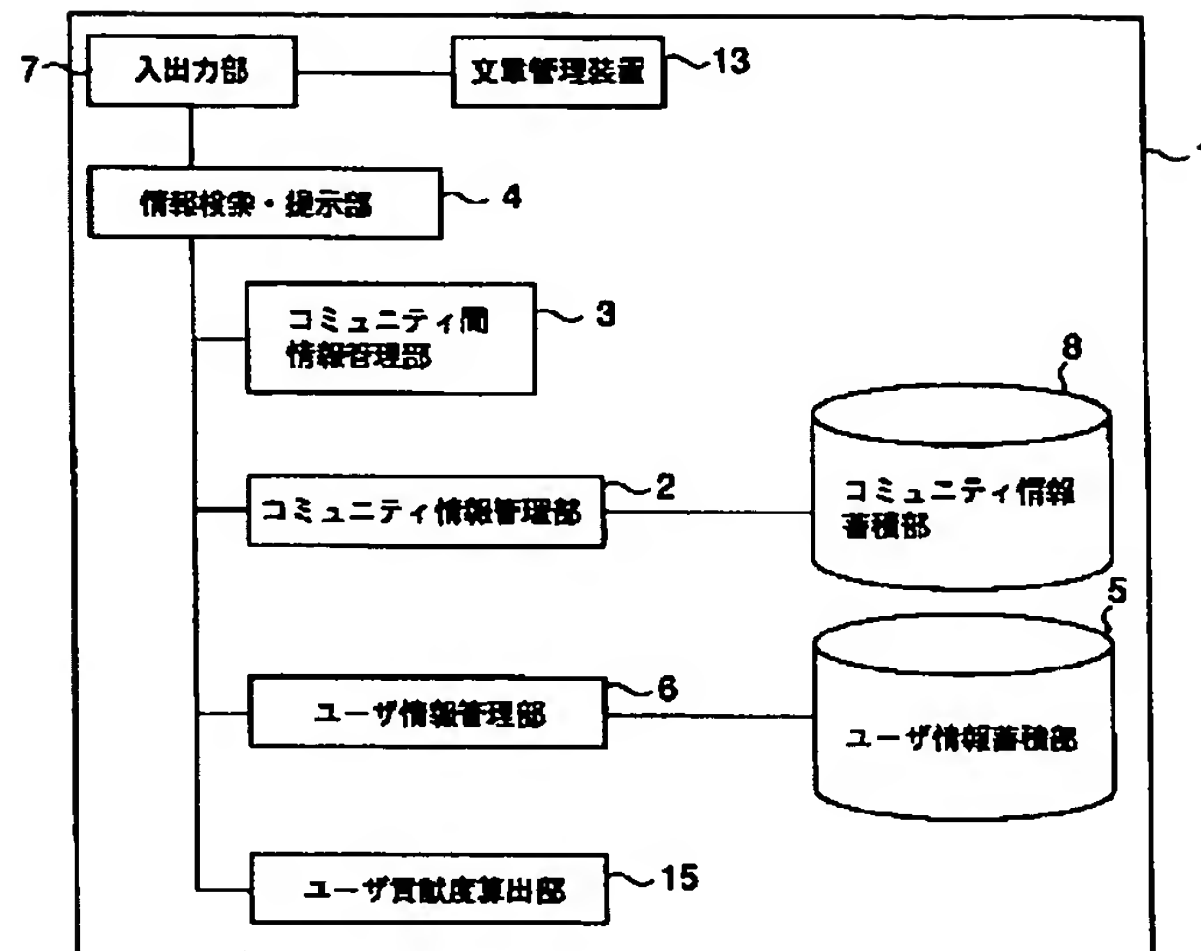 7 入出力部 文章管理装置 13
1
情報検索・提示部 4
コミュニティ間 3
情報管理部
8
コミュニティ情報管理部 2 コミュニティ情報
蓄積部
5
ユーザ情報管理部 6 ユーザ情報蓄積部
ユーザ貢献度算出部 15